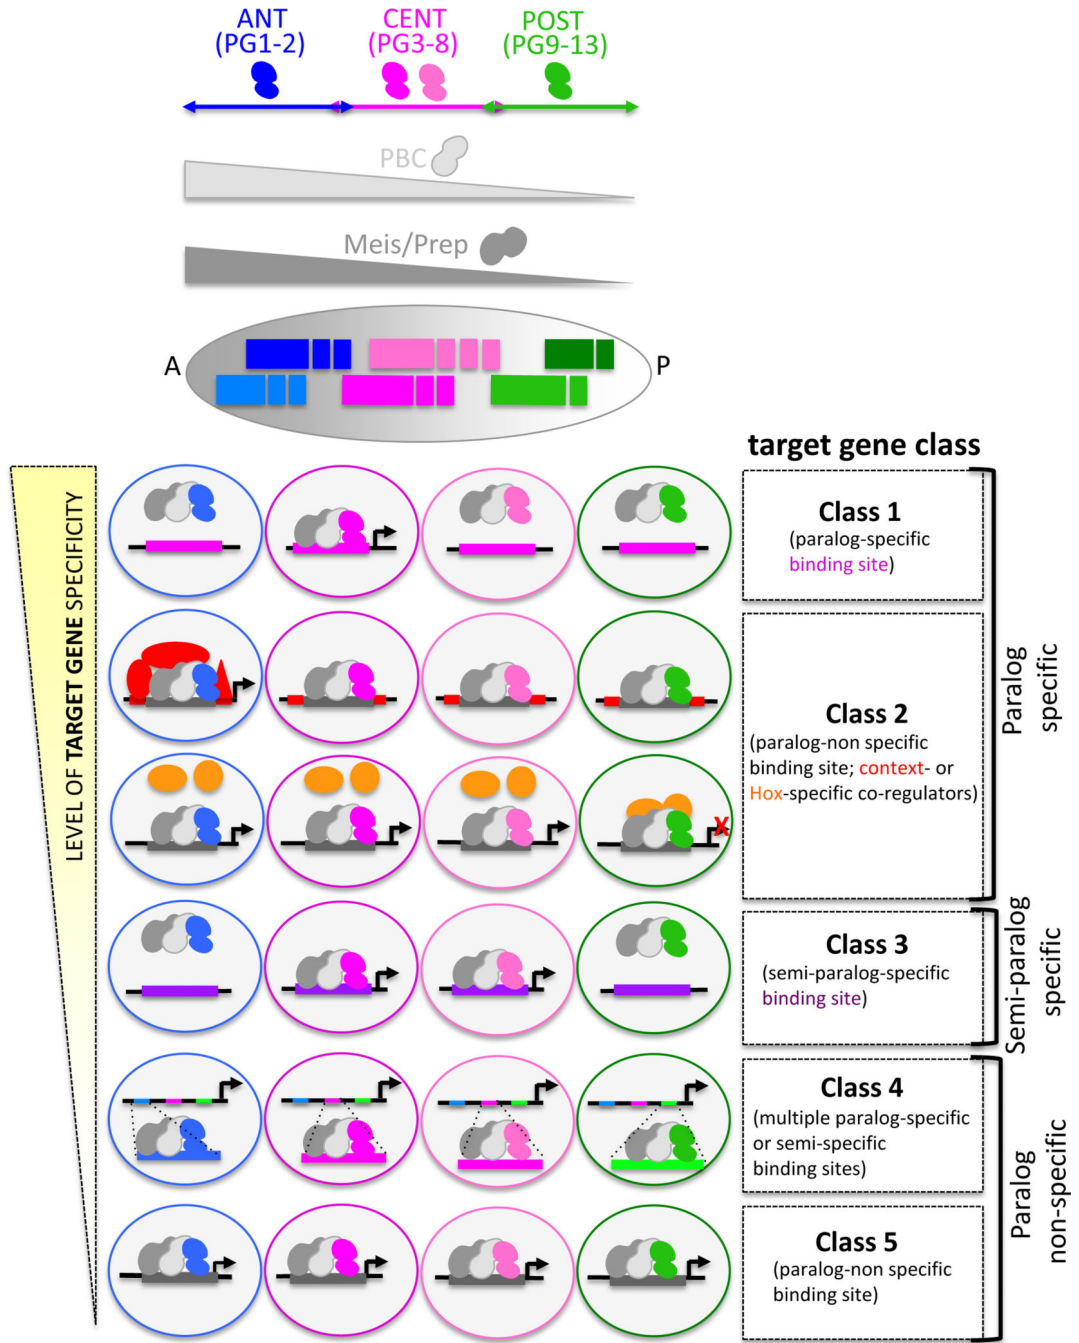 ANT
(PG1-2)
CENT
(PG3-8)
POST
(PG9-13)
PBC
Meis/Prep
A
P
target gene class
LEVEL OF TARGET GENE SPECIFICITY
Class 1
(paralog-specific
binding site)
Class 2
(paralog-non specific
binding site; context- or
Hox-specific co-regulators)
Paralog
specific
X
Class 3
(semi-paralog-specific
binding site)
Semi-paralog
specific
Class 4
(multiple paralog-specific
or semi-specific
binding sites)
Class 5
(paralog-non specific
binding site)
Paralog
non-specific